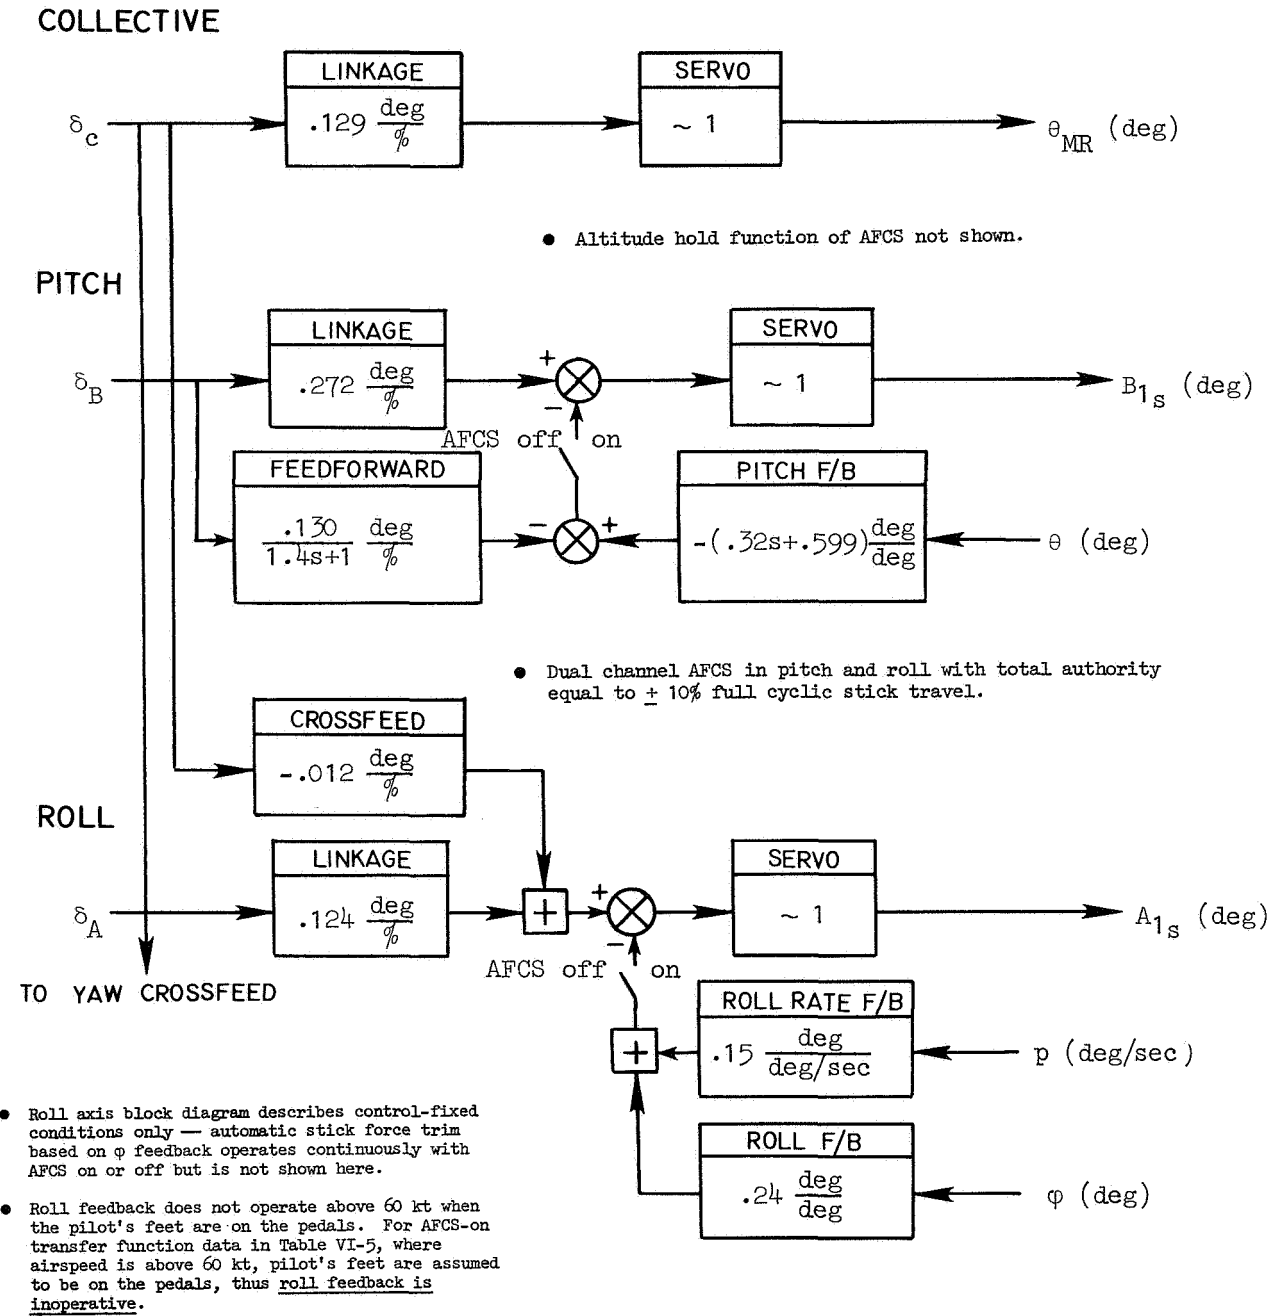 COLLECTIVE
LINKAGE
SERVO
δc
.129 deg/%
~ 1
θMR (deg)
● Altitude hold function of AFCS not shown.
PITCH
LINKAGE
SERVO
δB
.272 deg/%
+
~ 1
B1s (deg)
−
AFCS off on
FEEDFORWARD
PITCH F/B
.130/1.4s+1 deg/%
− +
-(.32s+.599) deg/deg
θ (deg)
● Dual channel AFCS in pitch and roll with total authority
equal to ± 10% full cyclic stick travel.
CROSSFEED
-.012 deg/%
ROLL
LINKAGE
SERVO
δA
.124 deg/%
+
+
~ 1
A1s (deg)
−
AFCS off on
TO YAW CROSSFEED
ROLL RATE F/B
+
.15 deg/deg/sec
p (deg/sec)
ROLL F/B
.24 deg/deg
φ (deg)
● Roll axis block diagram describes control-fixed
conditions only — automatic stick force trim
based on φ feedback operates continuously with
AFCS on or off but is not shown here.
● Roll feedback does not operate above 60 kt when
the pilot's feet are on the pedals. For AFCS-on
transfer function data in Table VI-5, where
airspeed is above 60 kt, pilot's feet are assumed
to be on the pedals, thus roll feedback is
inoperative.